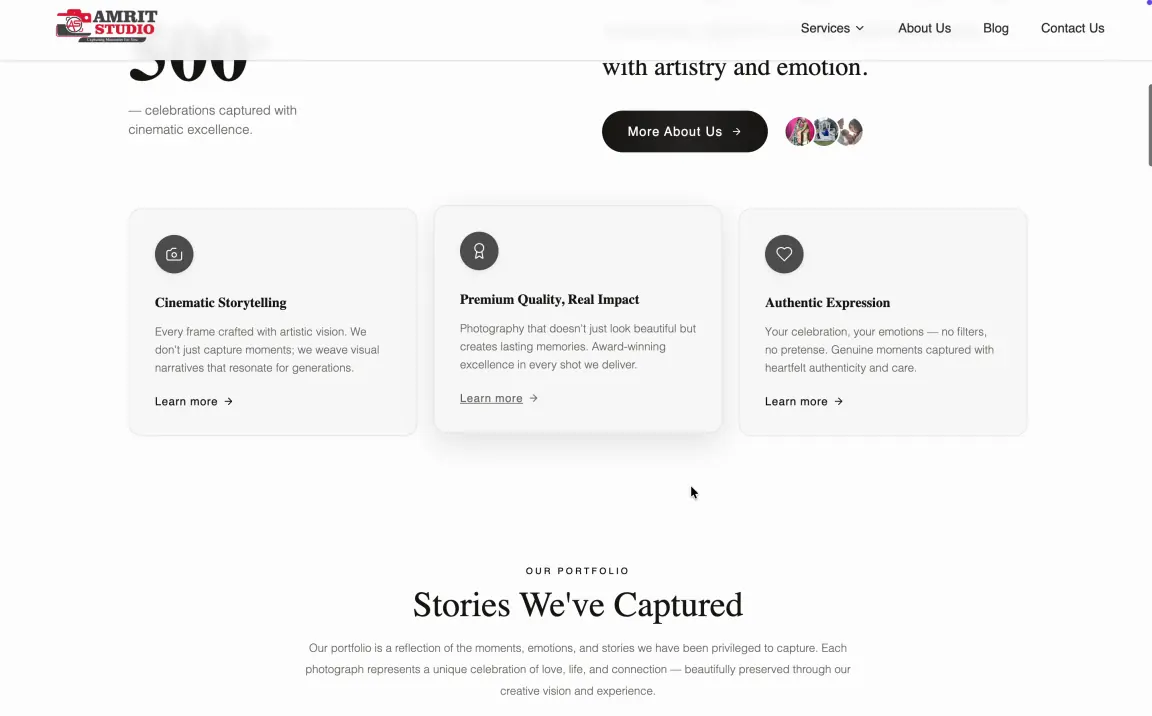 AMRIT
STUDIO
Capturing Moments For You
Services
About Us
Blog
Contact Us
500+
with artistry and emotion.
— celebrations captured with
cinematic excellence.
More About Us →
Cinematic Storytelling
Every frame crafted with artistic vision. We
don't just capture moments; we weave visual
narratives that resonate for generations.
Learn more →
Premium Quality, Real Impact
Photography that doesn't just look beautiful but
creates lasting memories. Award-winning
excellence in every shot we deliver.
Learn more →
Authentic Expression
Your celebration, your emotions — no filters,
no pretense. Genuine moments captured with
heartfelt authenticity and care.
Learn more →
OUR PORTFOLIO
Stories We've Captured
Our portfolio is a reflection of the moments, emotions, and stories we have been privileged to capture. Each
photograph represents a unique celebration of love, life, and connection — beautifully preserved through our
creative vision and experience.